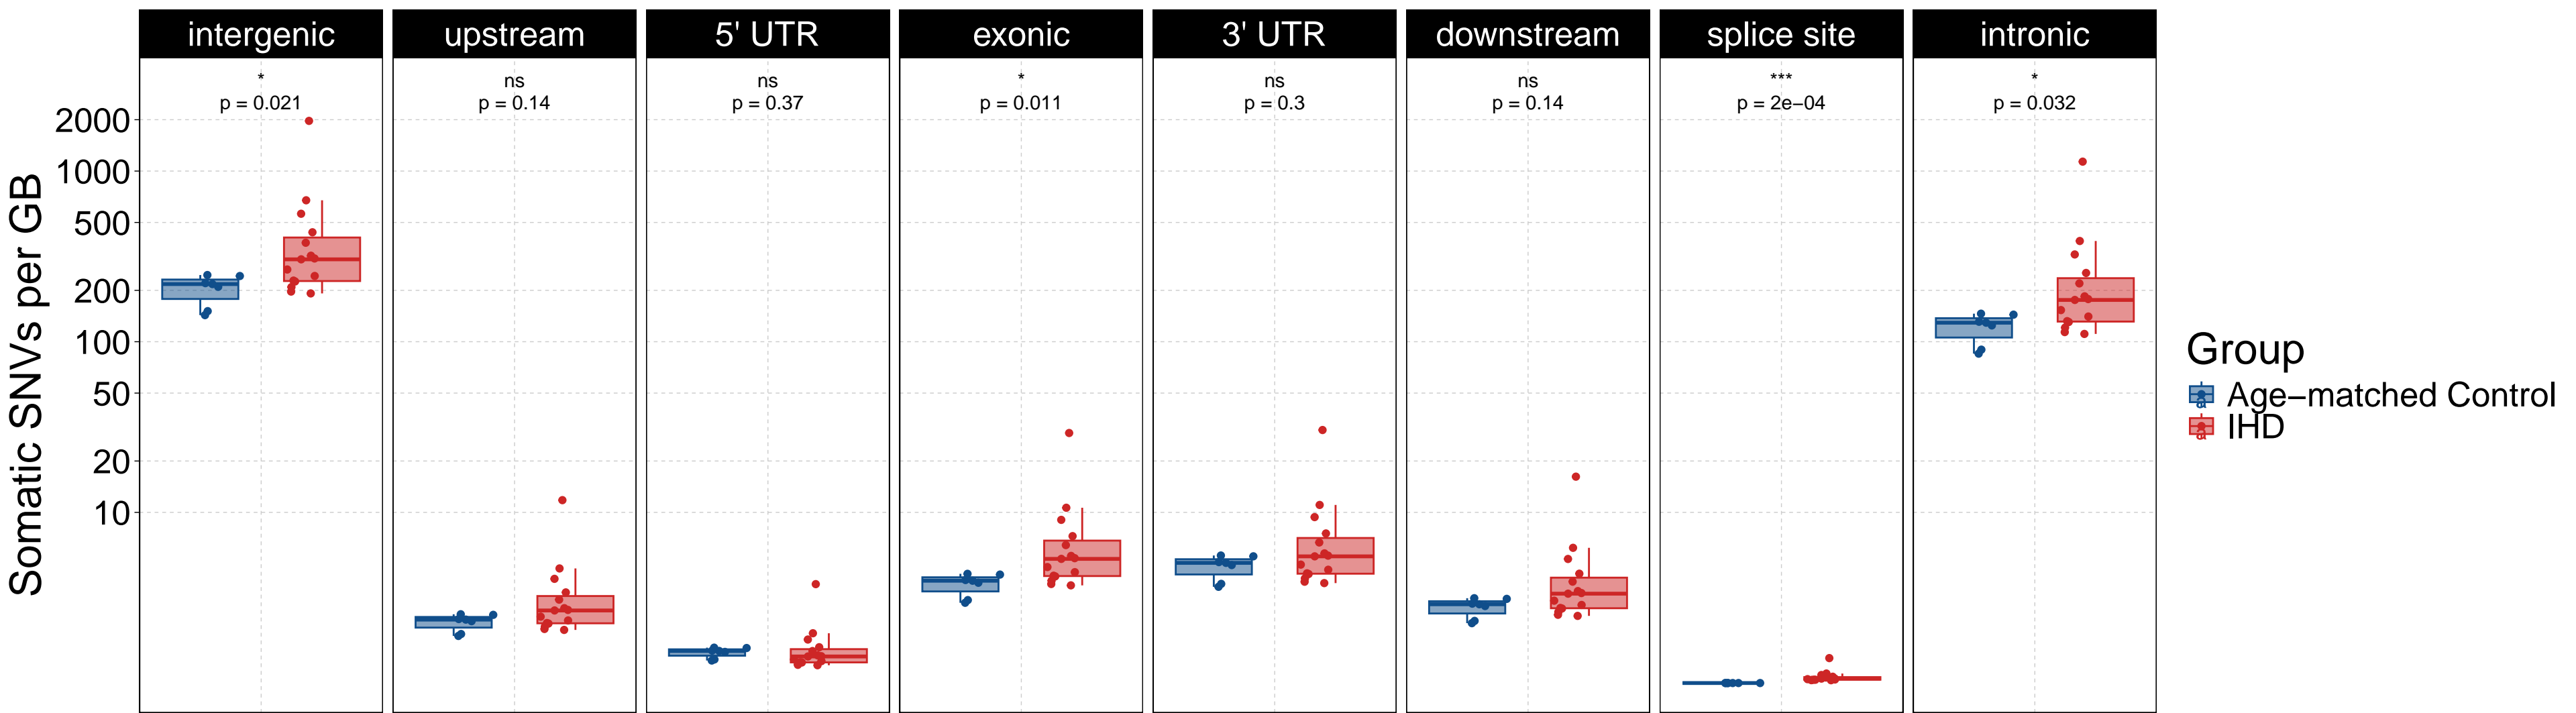 intergenic upstream 5' UTR exonic 3' UTR downstream splice site intronic
* ns ns * ns ns *** *
p = 0.021 p = 0.14 p = 0.37 p = 0.011 p = 0.3 p = 0.14 p = 2e−04 p = 0.032
Somatic SNVs per GB
2000
1000
500
200
100
50
20
10
Group
a Age−matched Control
a IHD